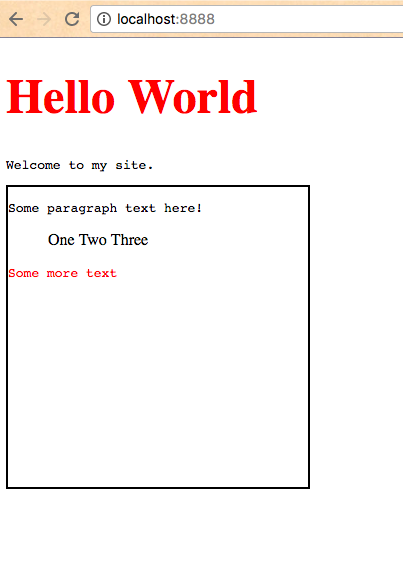 localhost:8888
Hello World
Welcome to my site.
Some paragraph text here!
One Two Three
Some more text